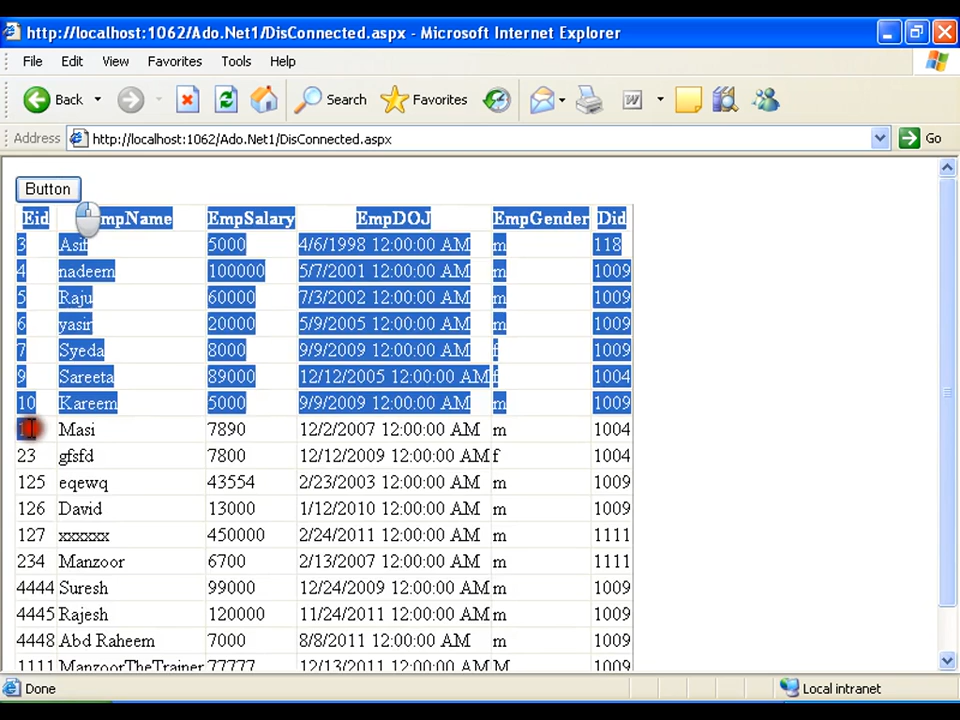 http://localhost:1062/Ado.Net1/DisConnected.aspx - Microsoft Internet Explorer
File Edit View Favorites Tools Help
Back Search Favorites
Address http://localhost:1062/Ado.Net1/DisConnected.aspx Go
Button
Eid EmpSalary EmpDOJ EmpGender Did
3 Asif 5000 4/6/1998 12:00:00 AM m 118
4 nadeem 100000 5/7/2001 12:00:00 AM m 1009
5 Raju 60000 7/3/2002 12:00:00 AM m 1009
6 yasir 20000 5/9/2005 12:00:00 AM m 1009
7 Syeda 8000 9/9/2009 12:00:00 AM f 1009
9 Sareeta 89000 12/12/2005 12:00:00 AM f 1004
10 Kareem 5000 9/9/2009 12:00:00 AM m 1009
Masi 7890 12/2/2007 12:00:00 AM m 1004
23 gfsfd 7800 12/12/2009 12:00:00 AM f 1004
125 eqewq 43554 2/23/2003 12:00:00 AM m 1009
126 David 13000 1/12/2010 12:00:00 AM m 1009
127 xxxxxx 450000 2/24/2011 12:00:00 AM m 1111
234 Manzoor 6700 2/13/2007 12:00:00 AM m 1111
4444 Suresh 99000 12/24/2009 12:00:00 AM m 1009
4445 Rajesh 120000 11/24/2011 12:00:00 AM m 1009
4448 Abd Raheem 7000 8/8/2011 12:00:00 AM m 1009
1111 ManzoorTheTrainer 77777 12/13/2011 12:00:00 AM M 1009
Done Local intranet